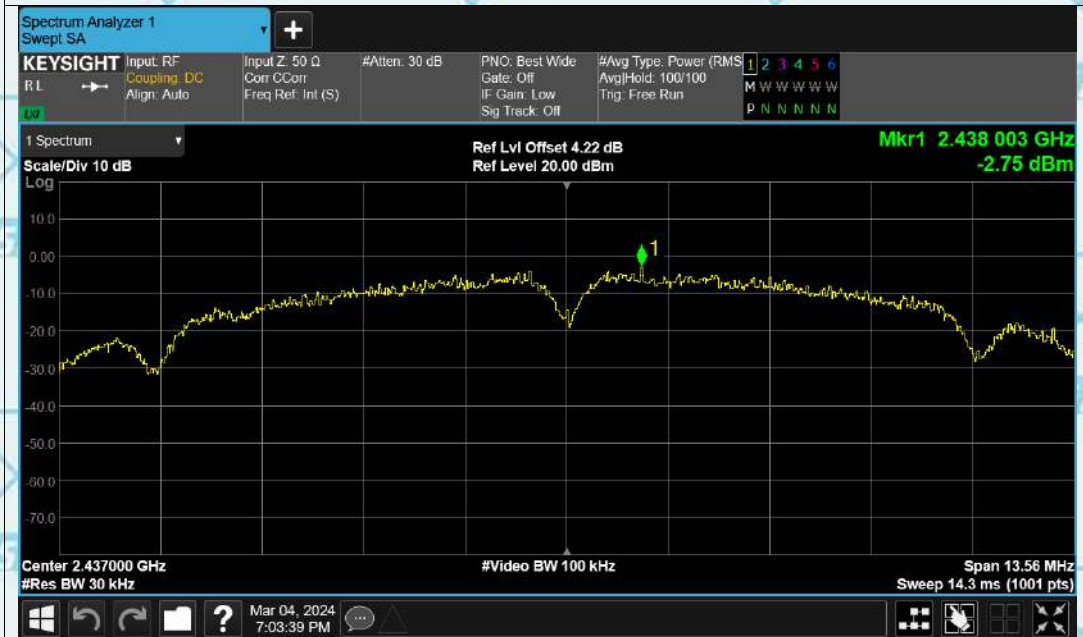 Spectrum Analyzer 1
Swept SA
+
KEYSIGHT
R L
LXI
Input: RF
Coupling: DC
Align: Auto
Input Z: 50 Ω
Corr CCorr
Freq Ref: Int (S)
#Atten: 30 dB
PNO: Best Wide
Gate: Off
IF Gain: Low
Sig Track: Off
#Avg Type: Power (RMS
Avg|Hold: 100/100
Trig: Free Run
1 2 3 4 5 6
M W W W W W
P N N N N N
1 Spectrum
Scale/Div 10 dB
Log
Ref Lvl Offset 4.22 dB
Ref Level 20.00 dBm
Mkr1 2.438 003 GHz
-2.75 dBm
10.0
0.00
-10.0
-20.0
-30.0
-40.0
-50.0
-60.0
-70.0
1
Center 2.437000 GHz
#Res BW 30 kHz
#Video BW 100 kHz
Span 13.56 MHz
Sweep 14.3 ms (1001 pts)
?
Mar 04, 2024
7:03:39 PM